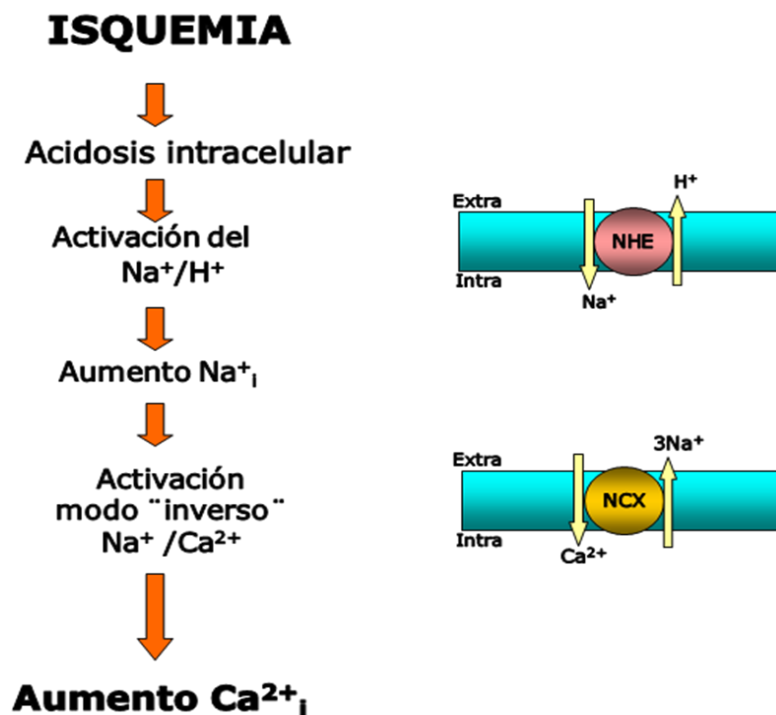 ISQUEMIA
Acidosis intracelular
Activación del
Na⁺/H⁺
Aumento Na⁺ᵢ
Activación
modo ¨inverso¨
Na⁺ /Ca²⁺
Aumento Ca²⁺ᵢ
H⁺
Extra
NHE
Intra
Na⁺
3Na⁺
Extra
NCX
Intra
Ca²⁺